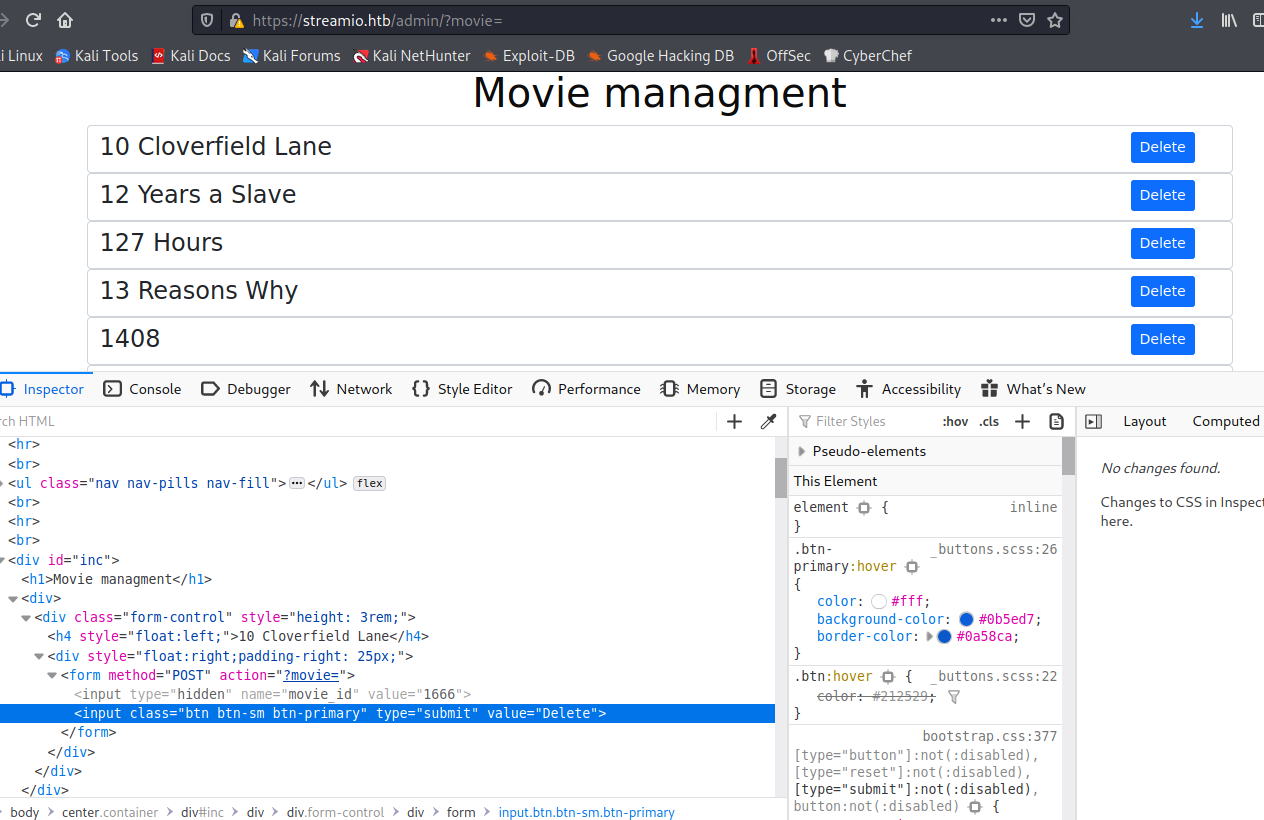 https://streamio.htb/admin/?movie=
Linux Kali Tools Kali Docs Kali Forums Kali NetHunter Exploit-DB Google Hacking DB OffSec CyberChef
Movie managment
10 Cloverfield Lane Delete
12 Years a Slave Delete
127 Hours Delete
13 Reasons Why Delete
1408 Delete
Inspector Console Debugger Network Style Editor Performance Memory Storage Accessibility What's New
HTML
<hr>
<br>
<ul class="nav nav-pills nav-fill">...</ul> flex
<br>
<hr>
<br>
<div id="inc">
<h1>Movie managment</h1>
<div>
<div class="form-control" style="height: 3rem;">
<h4 style="float:left;">10 Cloverfield Lane</h4>
<div style="float:right;padding-right: 25px;">
<form method="POST" action="?movie=">
<input type="hidden" name="movie_id" value="1666">
<input class="btn btn-sm btn-primary" type="submit" value="Delete">
</form>
</div>
</div>
</div>
body center.container div#inc div div.form-control div form input.btn.btn-sm.btn-primary
Filter Styles :hov .cls
Pseudo-elements
This Element
element { inline
}
.btn- _buttons.scss:26
primary:hover
{
color: #fff;
background-color: #0b5ed7;
border-color: #0a58ca;
}
.btn:hover { _buttons.scss:22
color: #212529;
}
bootstrap.css:377
[type="button"]:not(:disabled),
[type="reset"]:not(:disabled),
[type="submit"]:not(:disabled),
button:not(:disabled) {
Layout Computed
No changes found.
Changes to CSS in Inspect
here.